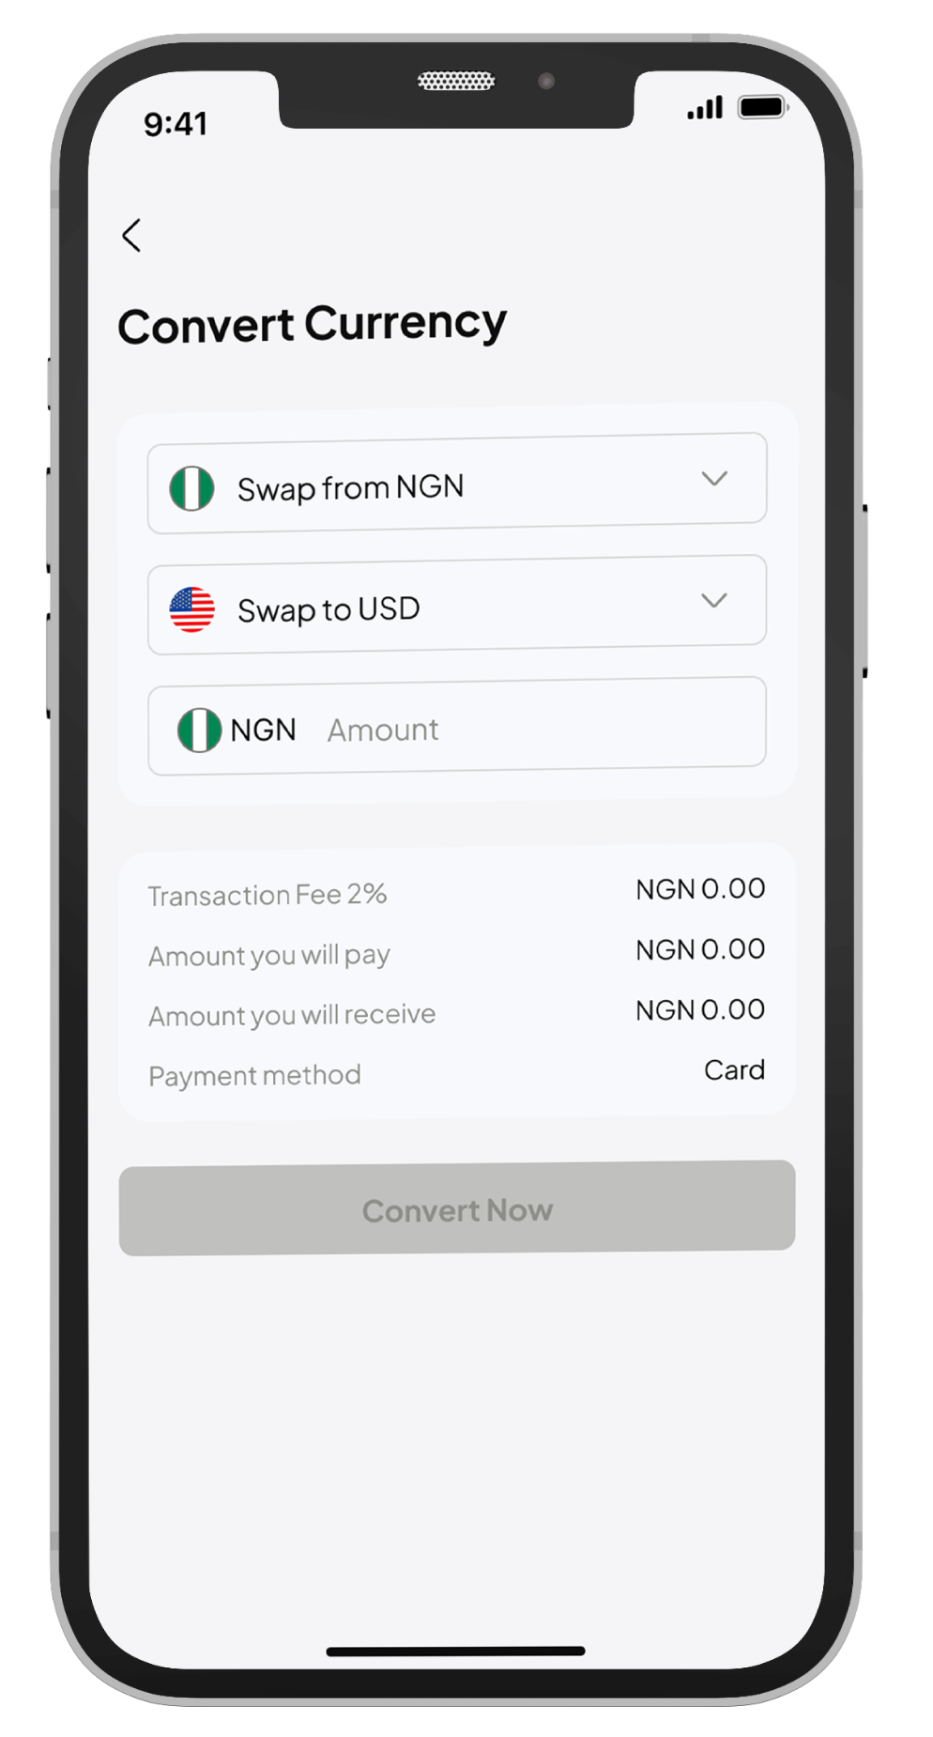 9:41
Convert Currency
Swap from NGN
Swap to USD
NGN Amount
Transaction Fee 2% NGN 0.00
Amount you will pay NGN 0.00
Amount you will receive NGN 0.00
Payment method Card
Convert Now